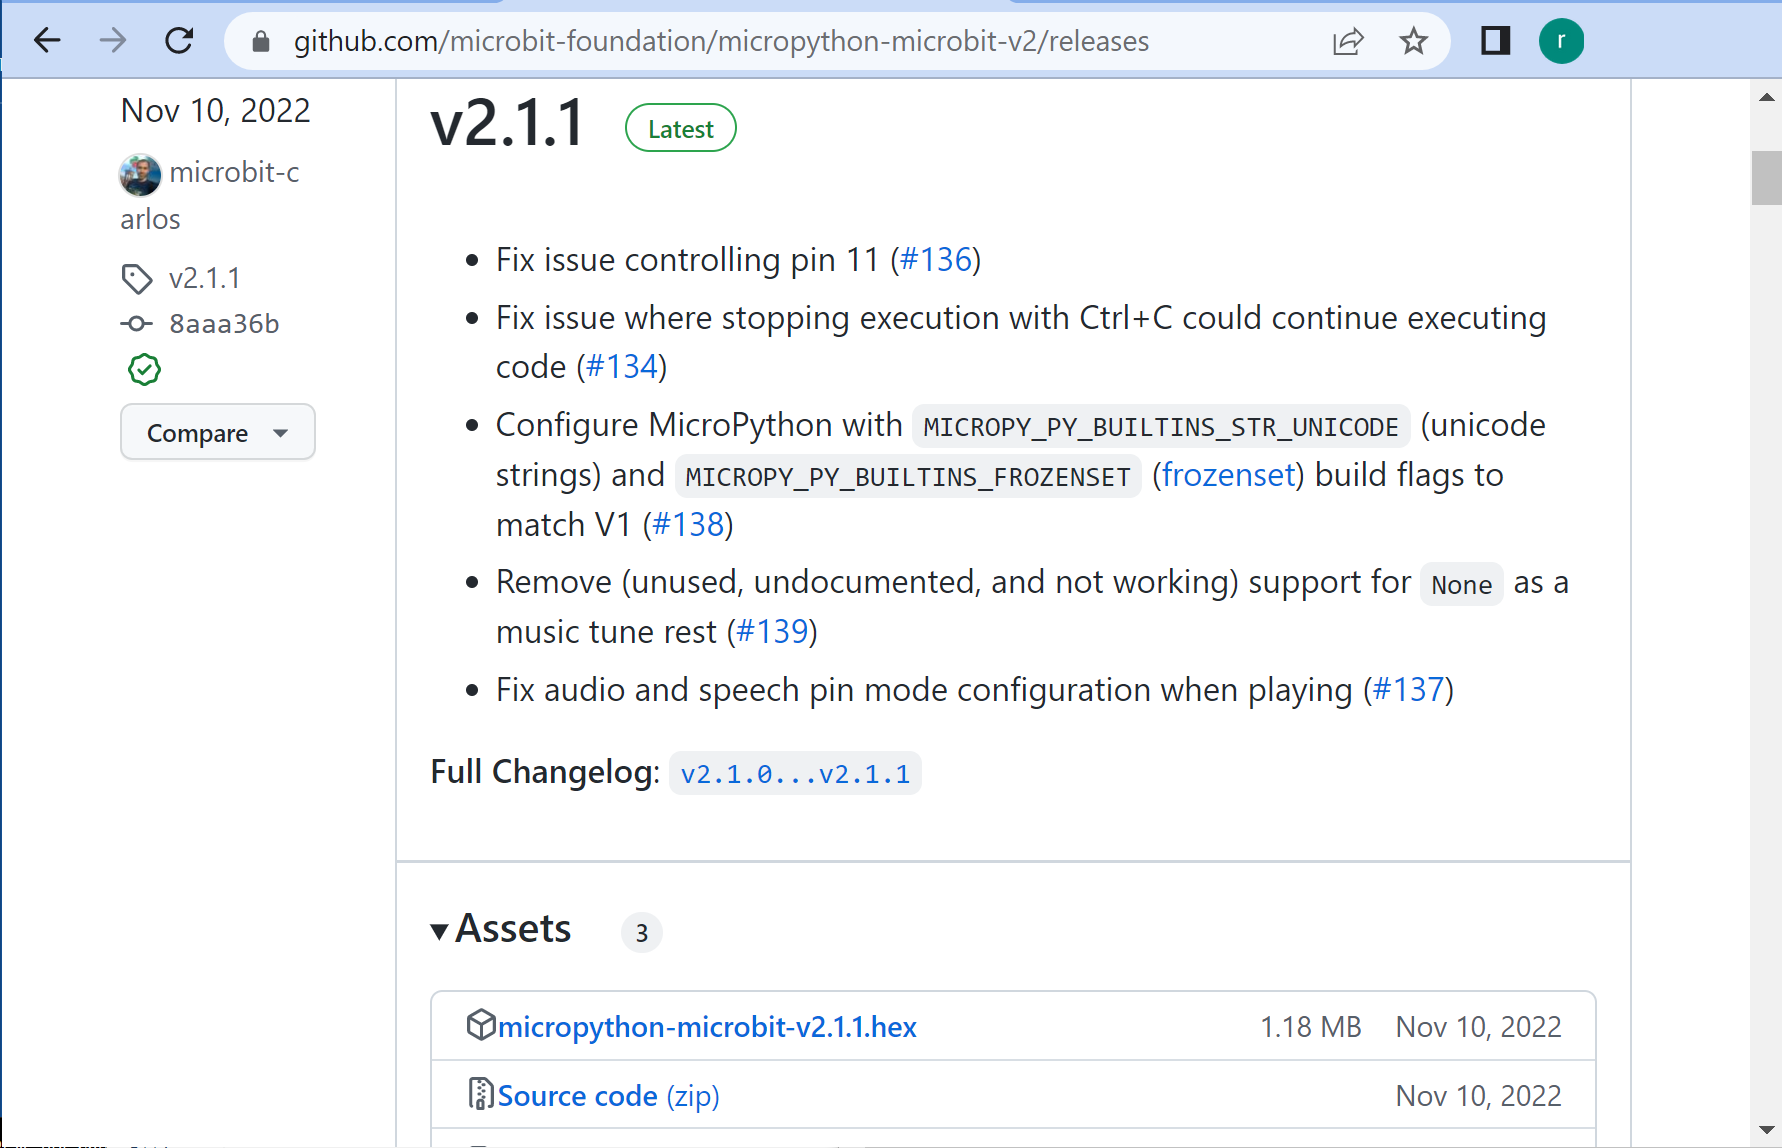 github.com/microbit-foundation/micropython-microbit-v2/releases
r
Nov 10, 2022
microbit-c
arlos
v2.1.1
8aaa36b
Compare
v2.1.1 Latest
• Fix issue controlling pin 11 (#136)
• Fix issue where stopping execution with Ctrl+C could continue executing
code (#134)
• Configure MicroPython with MICROPY_PY_BUILTINS_STR_UNICODE (unicode
strings) and MICROPY_PY_BUILTINS_FROZENSET (frozenset) build flags to
match V1 (#138)
• Remove (unused, undocumented, and not working) support for None as a
music tune rest (#139)
• Fix audio and speech pin mode configuration when playing (#137)
Full Changelog: v2.1.0...v2.1.1
Assets 3
micropython-microbit-v2.1.1.hex 1.18 MB Nov 10, 2022
Source code (zip) Nov 10, 2022